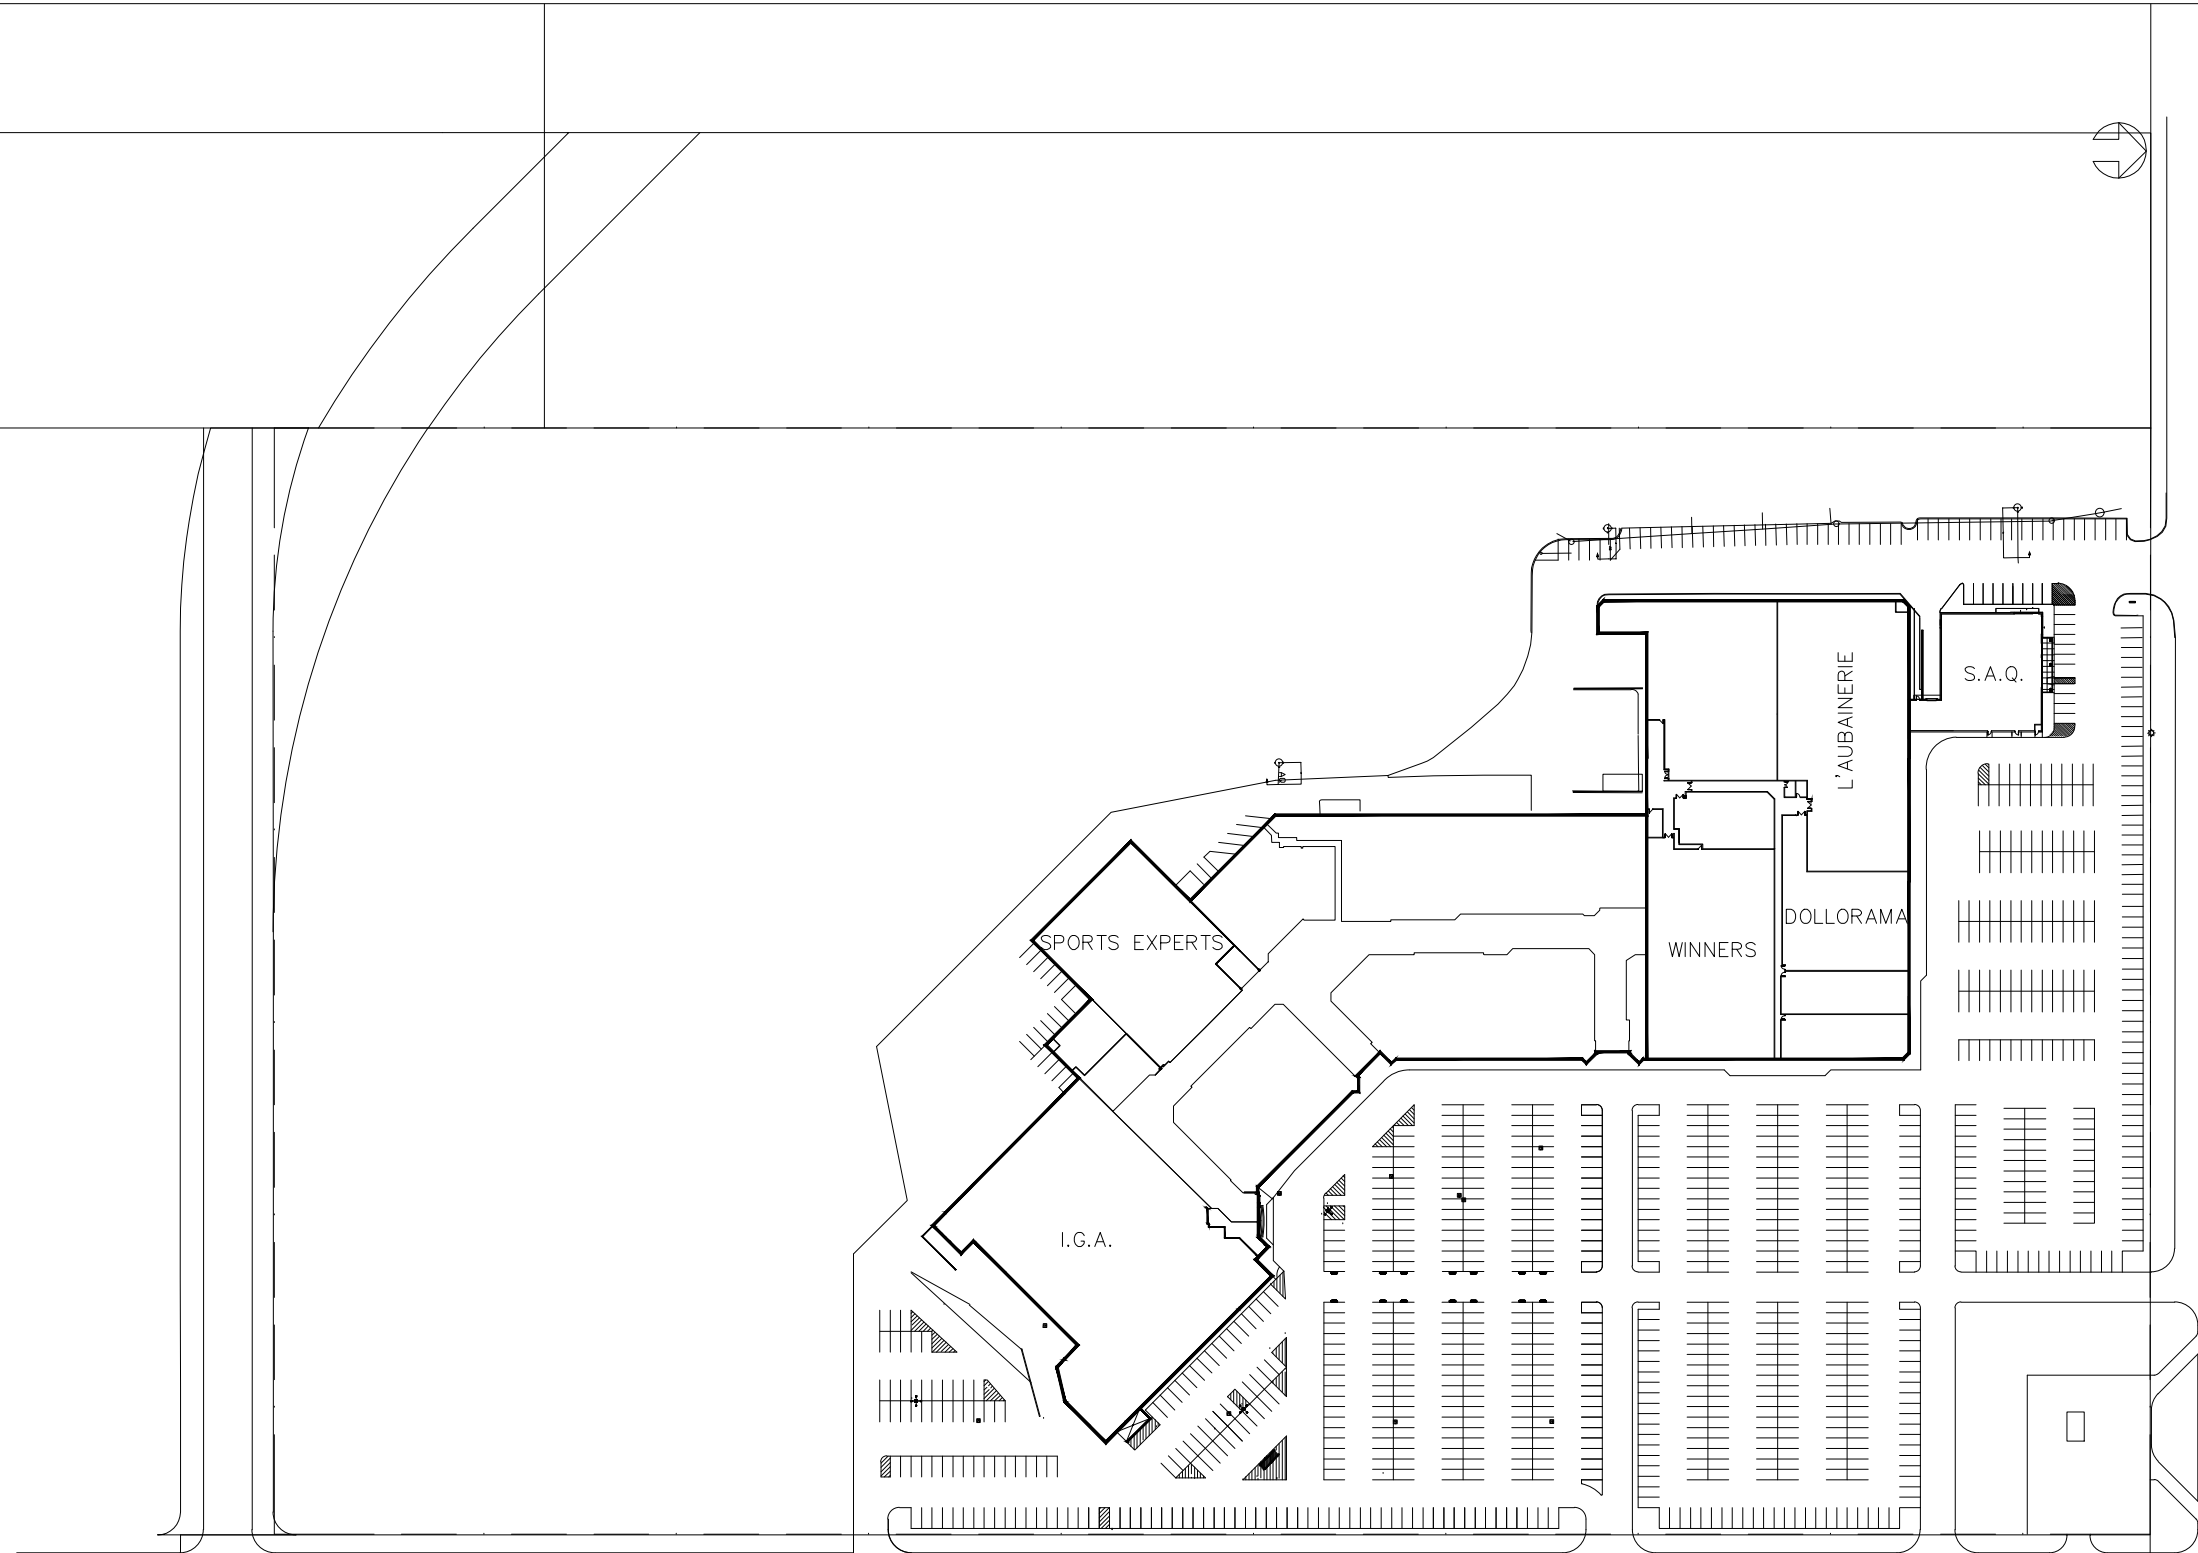 S.A.Q.
L'AUBAINERIE
DOLLORAMA
SPORTS EXPERTS
WINNERS
I.G.A.